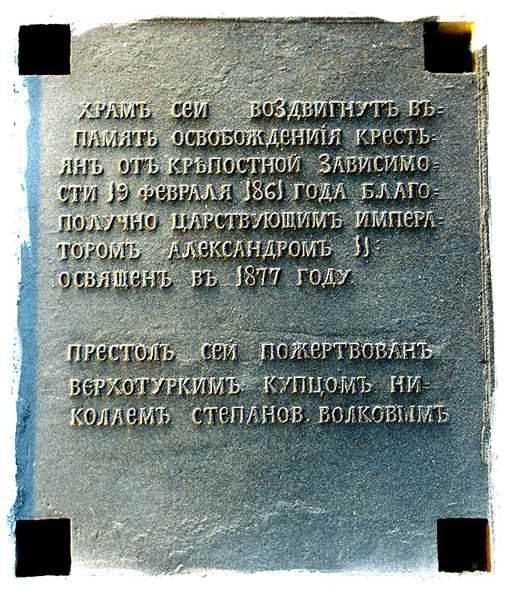 ХРАМЪ СЕЙ ВОЗДВИГНУТЪ ВЪ-
ПАМЯТЬ ОСВОБОЖДЕНИЯ КРЕСТЬ-
ЯНЪ ОТЪ КРѢПОСТНОЙ ЗАВИСИМО-
СТИ 19 ФЕВРАЛЯ 1861 ГОДА БЛАГО-
ПОЛУЧНО ЦАРСТВУЮЩИМЪ ИМПЕРА-
ТОРОМЪ АЛЕКСАНДРОМЪ II-
ОСВЯЩЕНЪ ВЪ 1877 ГОДУ.
ПРЕСТОЛЪ СЕЙ ПОЖЕРТВОВАНЪ
ВЕРХОТУРКИМЪ КУПЦОМЪ НИ-
КОЛАЕМЪ СТЕПАНОВ. ВОЛКОВЫМЪ